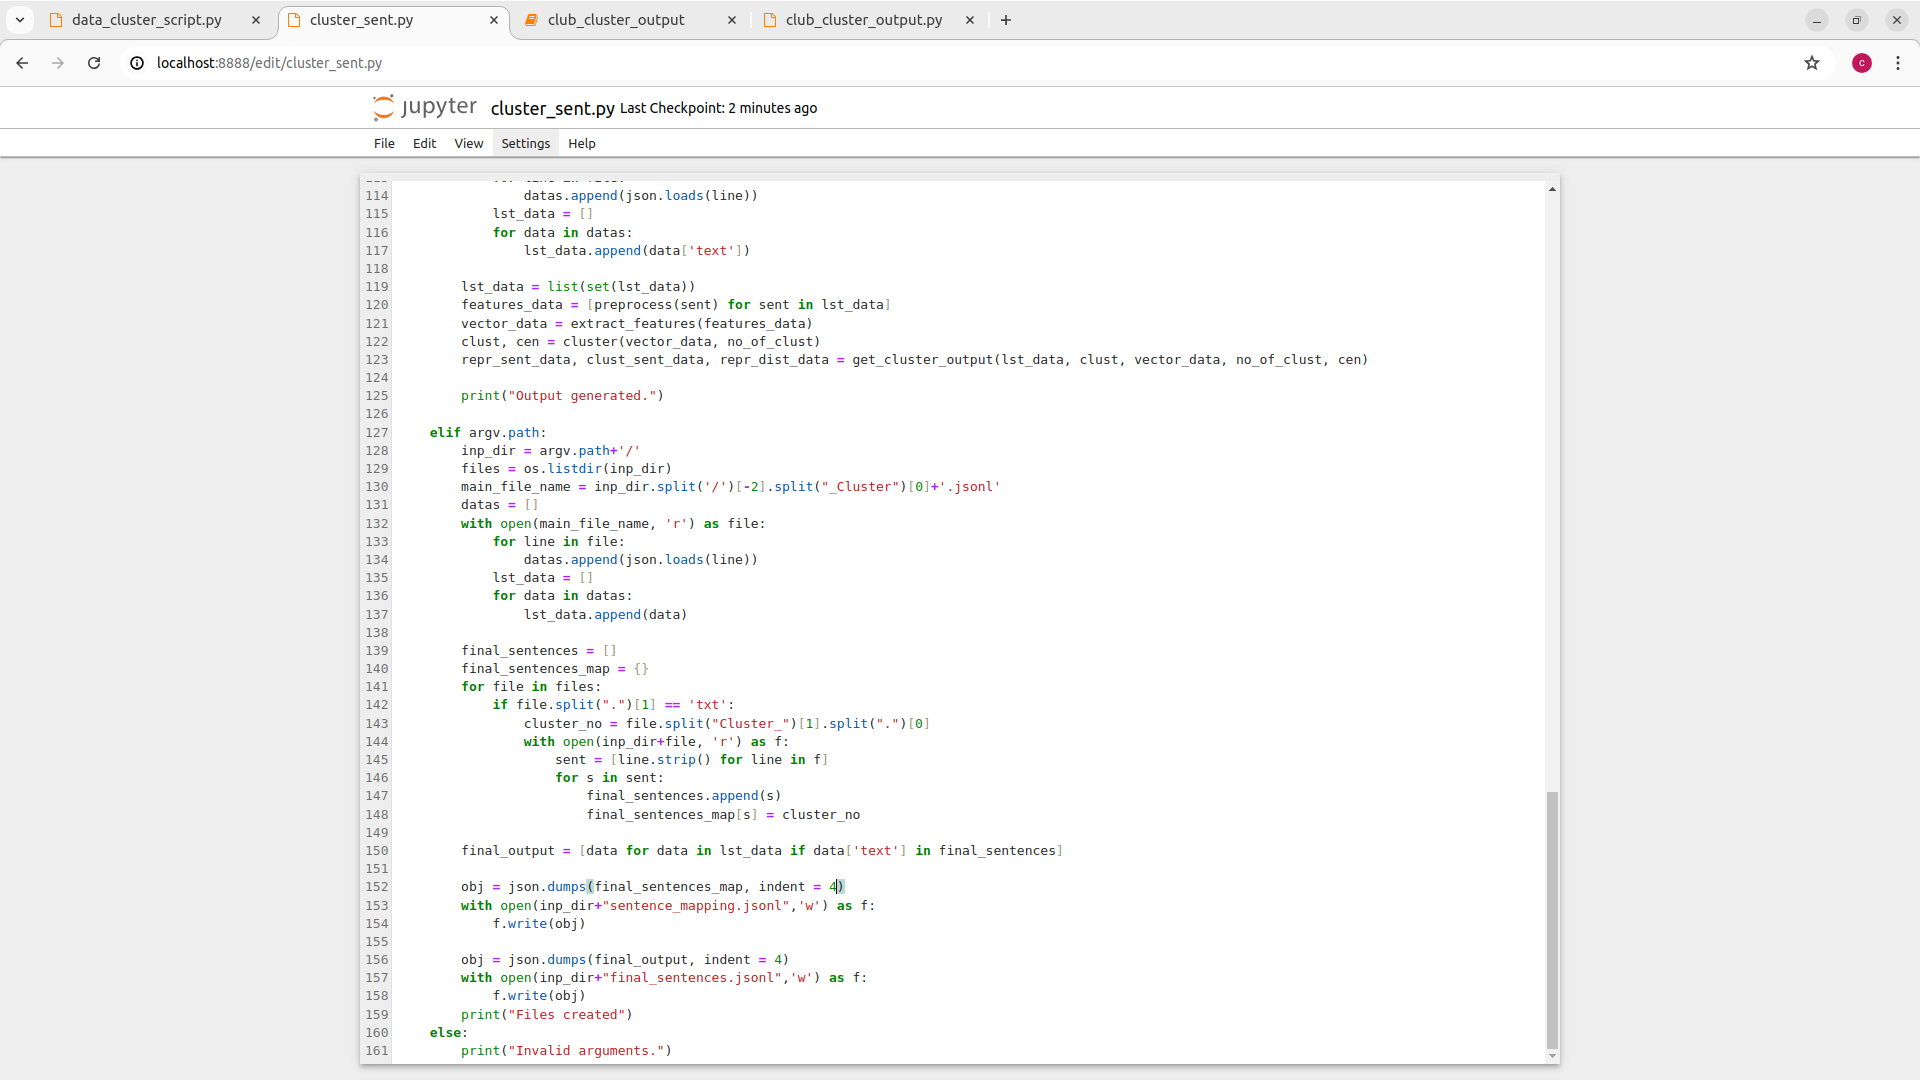 data_cluster_script.py
cluster_sent.py
club_cluster_output
club_cluster_output.py
localhost:8888/edit/cluster_sent.py
c
jupyter cluster_sent.py Last Checkpoint: 2 minutes ago
File Edit View Settings Help
114 datas.append(json.loads(line))
115 lst_data = []
116 for data in datas:
117 lst_data.append(data['text'])
118
119 lst_data = list(set(lst_data))
120 features_data = [preprocess(sent) for sent in lst_data]
121 vector_data = extract_features(features_data)
122 clust, cen = cluster(vector_data, no_of_clust)
123 repr_sent_data, clust_sent_data, repr_dist_data = get_cluster_output(lst_data, clust, vector_data, no_of_clust, cen)
124
125 print("Output generated.")
126
127 elif argv.path:
128 inp_dir = argv.path+'/'
129 files = os.listdir(inp_dir)
130 main_file_name = inp_dir.split('/')[-2].split("_Cluster")[0]+'.jsonl'
131 datas = []
132 with open(main_file_name, 'r') as file:
133 for line in file:
134 datas.append(json.loads(line))
135 lst_data = []
136 for data in datas:
137 lst_data.append(data)
138
139 final_sentences = []
140 final_sentences_map = {}
141 for file in files:
142 if file.split(".")[1] == 'txt':
143 cluster_no = file.split("Cluster_")[1].split(".")[0]
144 with open(inp_dir+file, 'r') as f:
145 sent = [line.strip() for line in f]
146 for s in sent:
147 final_sentences.append(s)
148 final_sentences_map[s] = cluster_no
149
150 final_output = [data for data in lst_data if data['text'] in final_sentences]
151
152 obj = json.dumps(final_sentences_map, indent = 4)
153 with open(inp_dir+"sentence_mapping.jsonl",'w') as f:
154 f.write(obj)
155
156 obj = json.dumps(final_output, indent = 4)
157 with open(inp_dir+"final_sentences.jsonl",'w') as f:
158 f.write(obj)
159 print("Files created")
160 else:
161 print("Invalid arguments.")